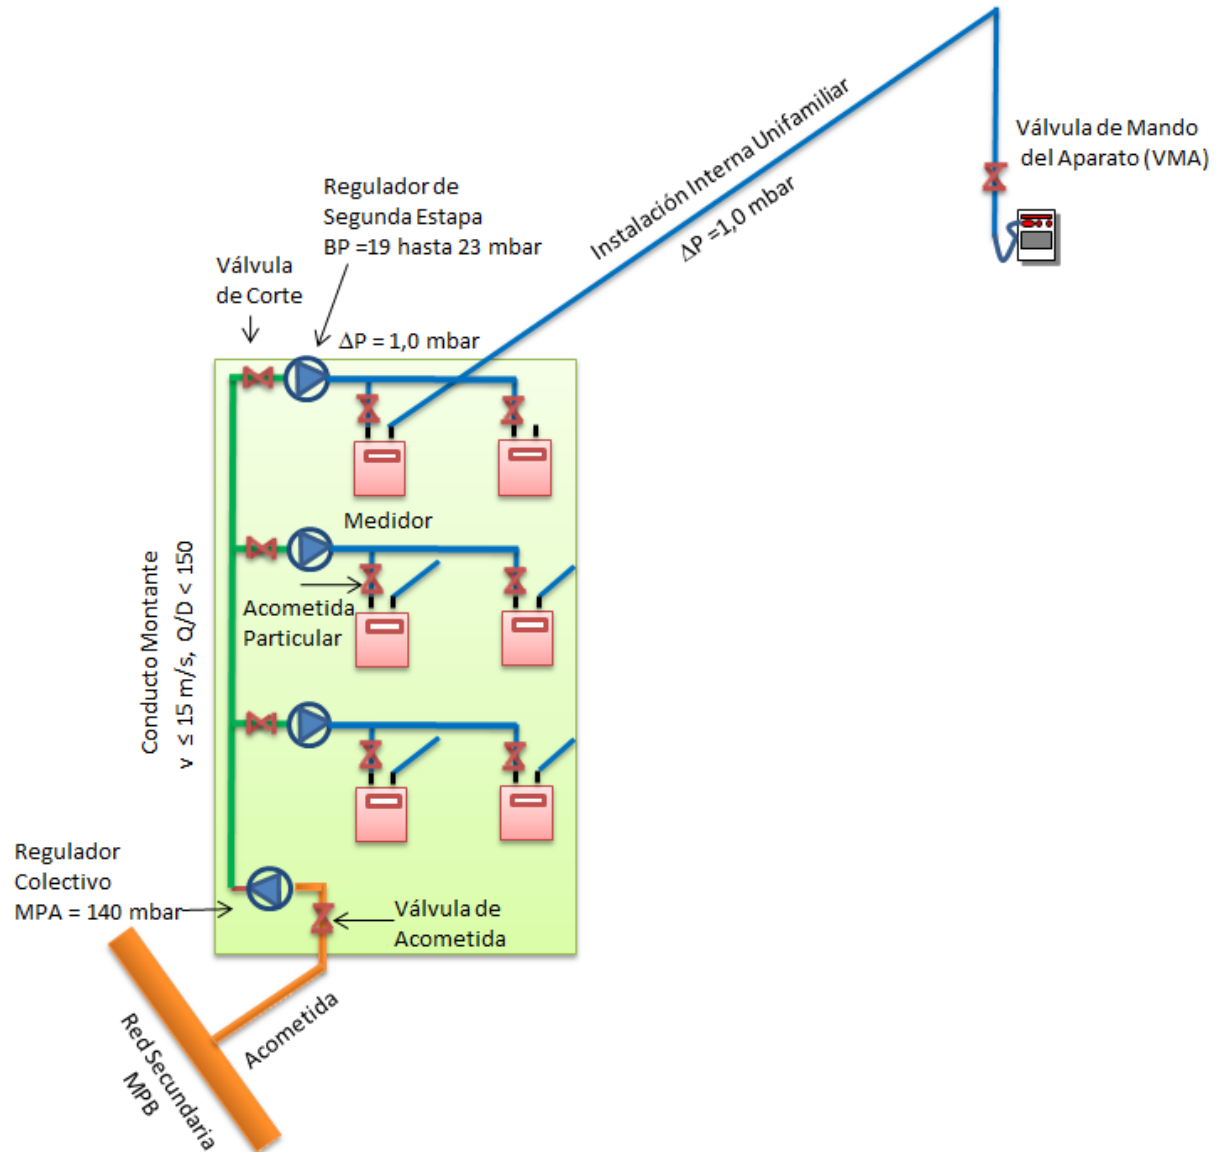 Válvula de Mando
del Aparato (VMA)
Instalación Interna Unifamiliar
ΔP =1,0 mbar
Regulador de
Segunda Estapa
BP =19 hasta 23 mbar
Válvula
de Corte
ΔP = 1,0 mbar
Medidor
Acometida
Particular
Conducto Montante
v ≤ 15 m/s, Q/D < 150
Regulador
Colectivo
MPA = 140 mbar
Válvula de
Acometida
Acometida
Red Secundaria
MPB